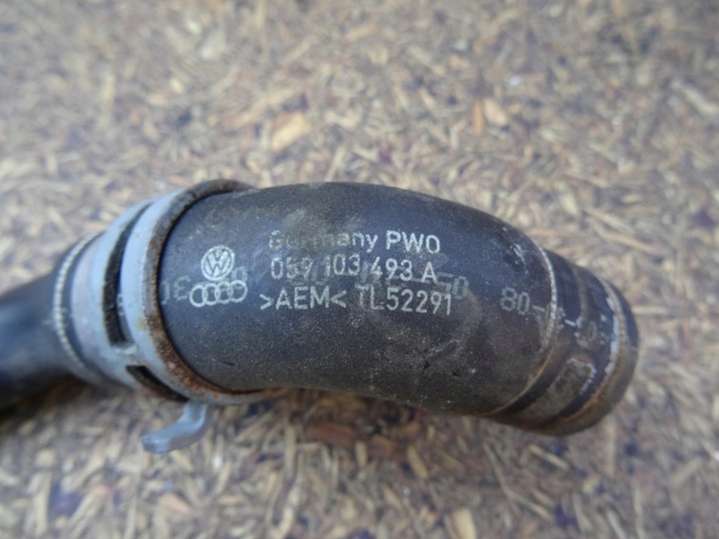 Germany PWO
059 103 493 A
>AEM< TL52291